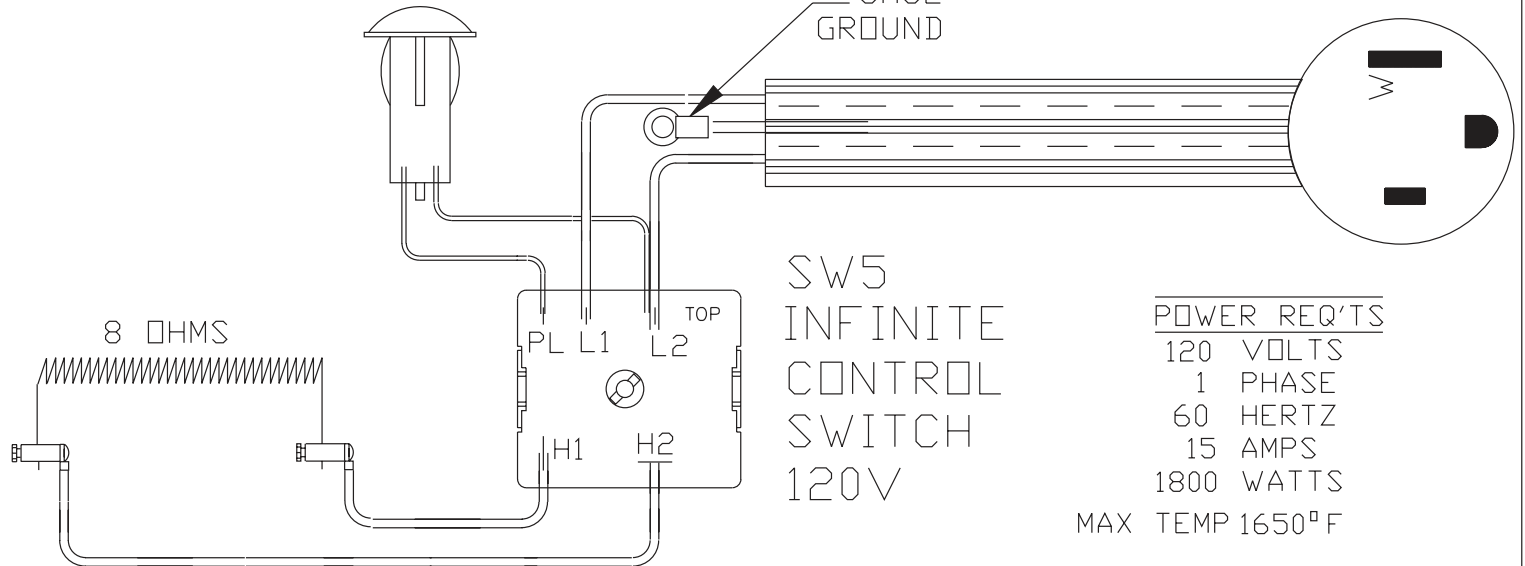 GROUND
W
8 OHMS
PL L1
L2
TOP
H1
H2
SW5
INFINITE
CONTROL
SWITCH
120V
POWER REQ'TS
120 VOLTS
1 PHASE
60 HERTZ
15 AMPS
1800 WATTS
MAX TEMP 1650°F